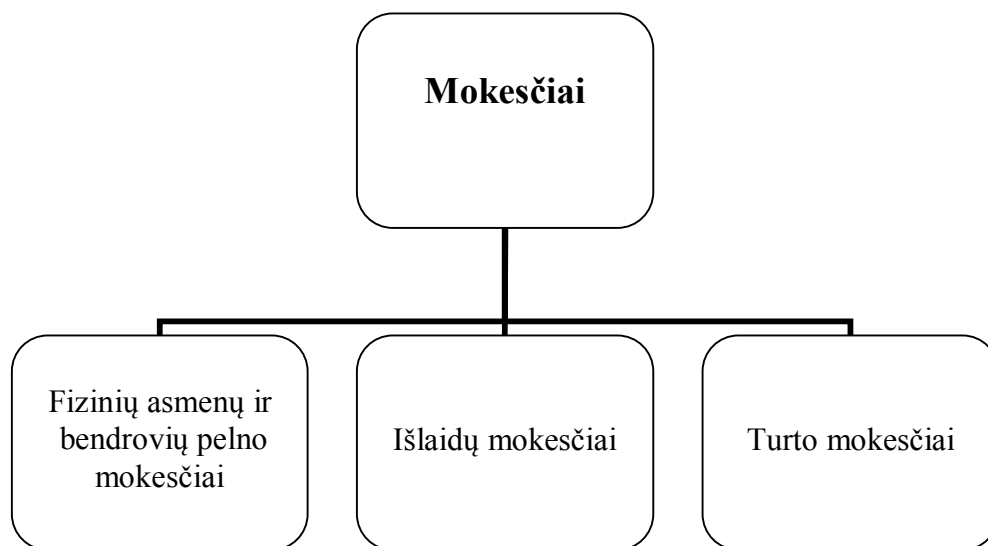 Mokesčiai
Fizinių asmenų ir
bendrovių pelno
mokesčiai
Išlaidų mokesčiai
Turto mokesčiai